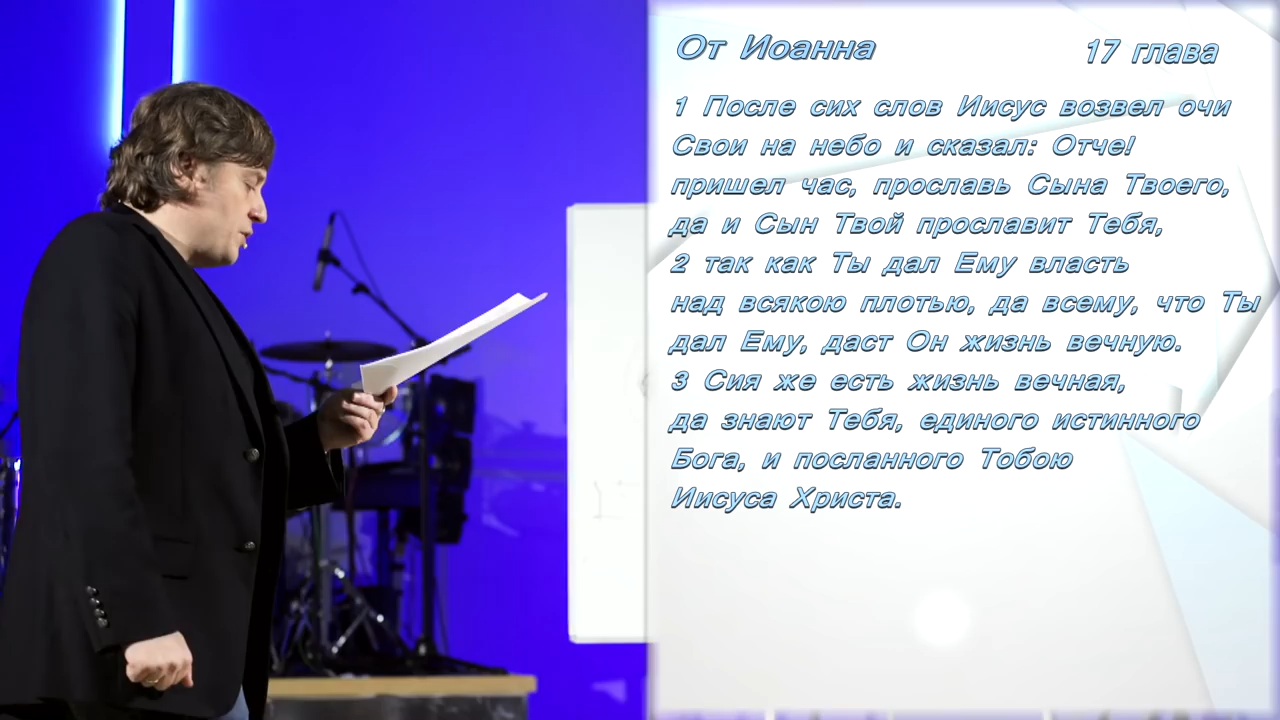 От Иоанна 17 глава
1 После сих слов Иисус возвел очи
Свои на небо и сказал: Отче!
пришел час, прославь Сына Твоего,
да и Сын Твой прославит Тебя,
2 так как Ты дал Ему власть
над всякою плотью, да всему, что Ты
дал Ему, даст Он жизнь вечную.
3 Сия же есть жизнь вечная,
да знают Тебя, единого истинного
Бога, и посланного Тобою
Иисуса Христа.